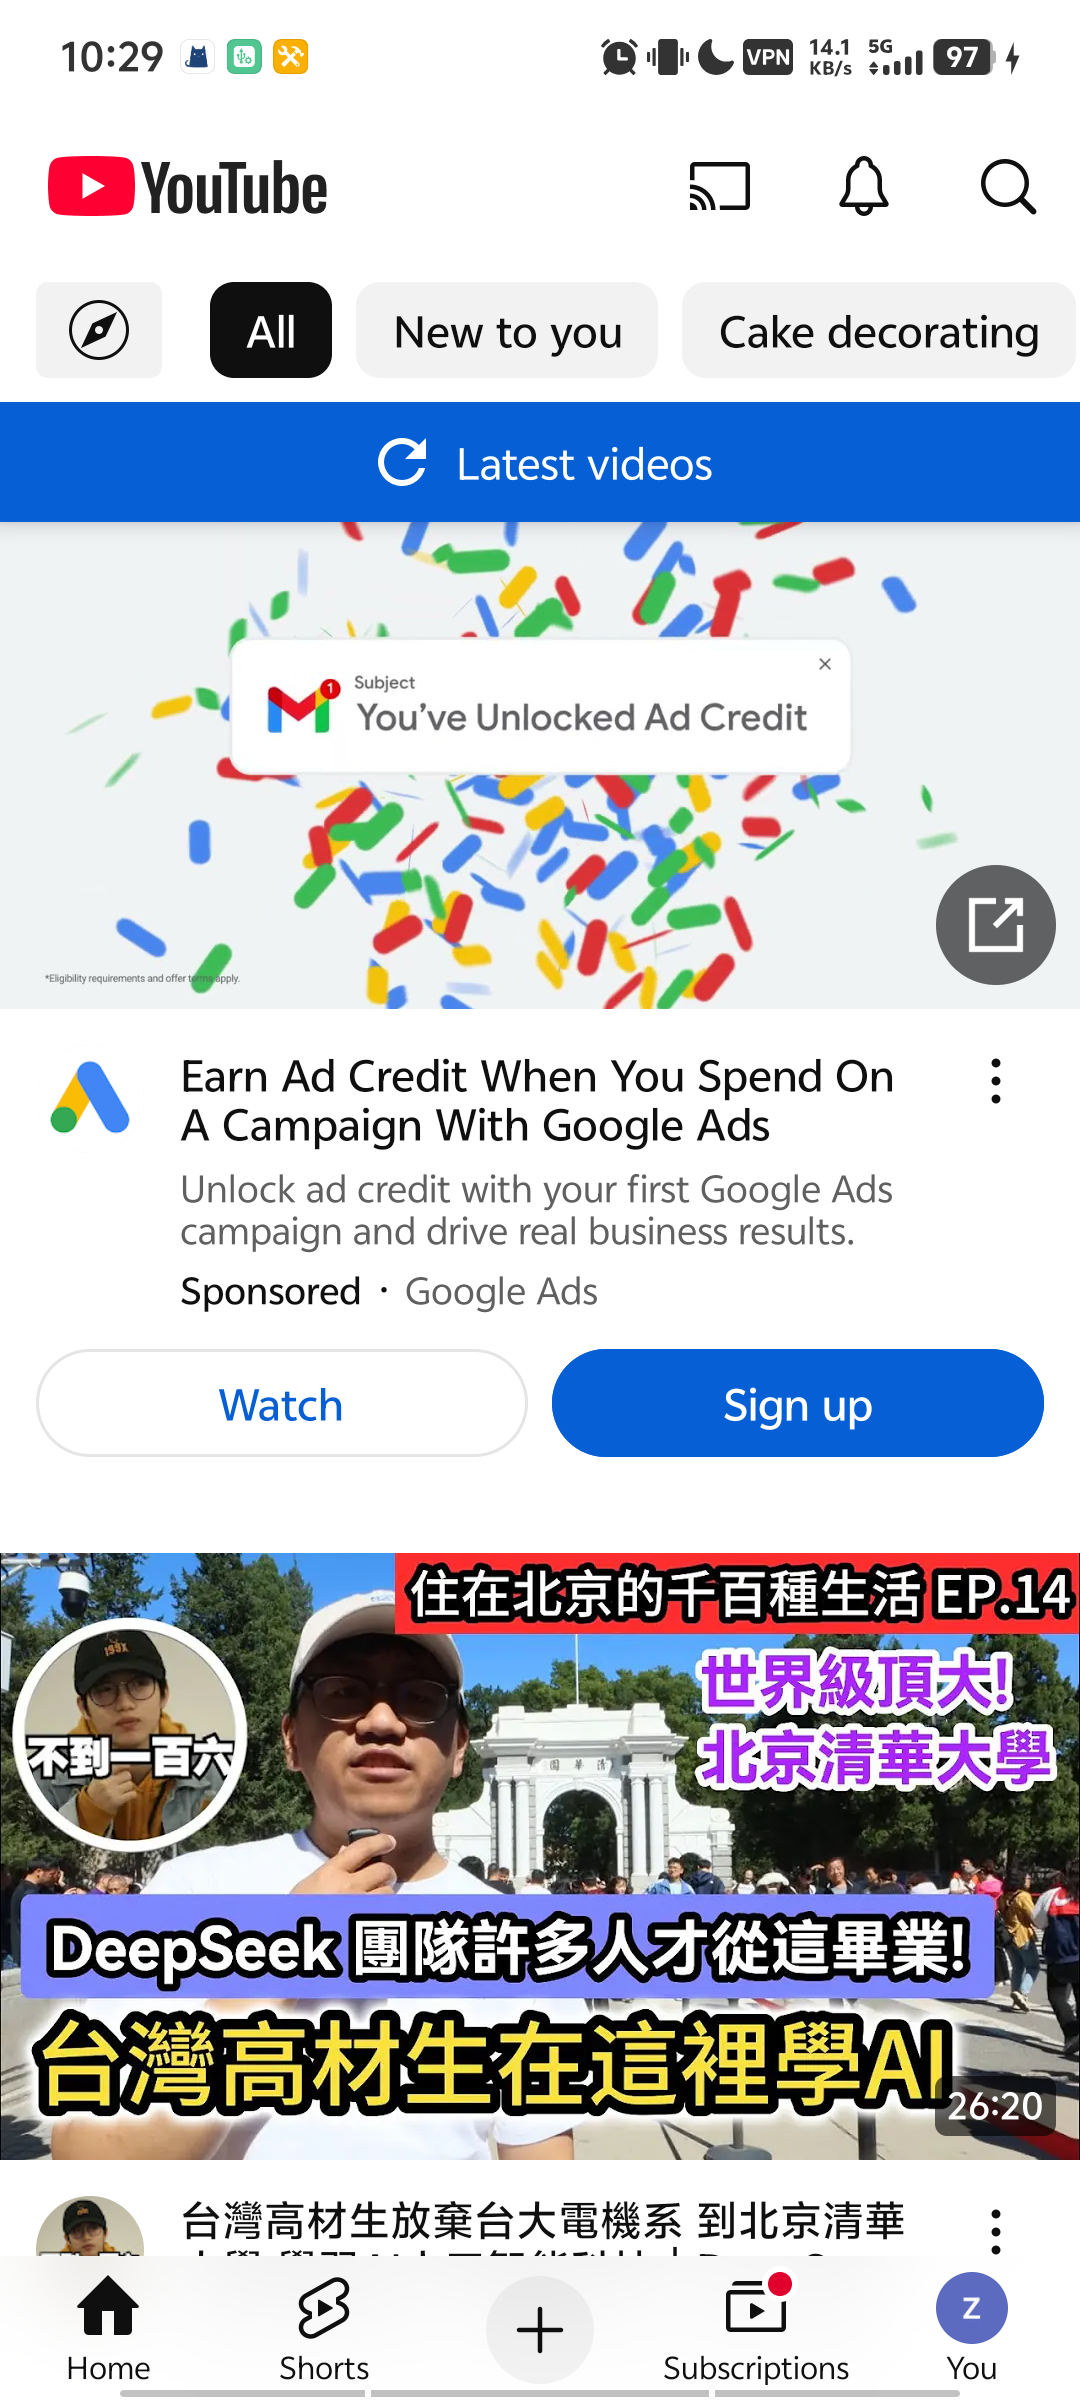 10:29
VPN
14.1
KB/s
5G
97
YouTube
All
New to you
Cake decorating
Latest videos
1
Subject
You've Unlocked Ad Credit
*Eligibility requirements and offer terms apply.
Earn Ad Credit When You Spend On
A Campaign With Google Ads
Unlock ad credit with your first Google Ads
campaign and drive real business results.
Sponsored · Google Ads
Watch
Sign up
住在北京的千百種生活 EP.14
世界級頂大!
北京清華大學
不到一百六
園華清
DeepSeek 團隊許多人才從這畢業!
台灣高材生在這裡學AI
26:20
台灣高材生放棄台大電機系 到北京清華
Home
Shorts
Subscriptions
Z
You